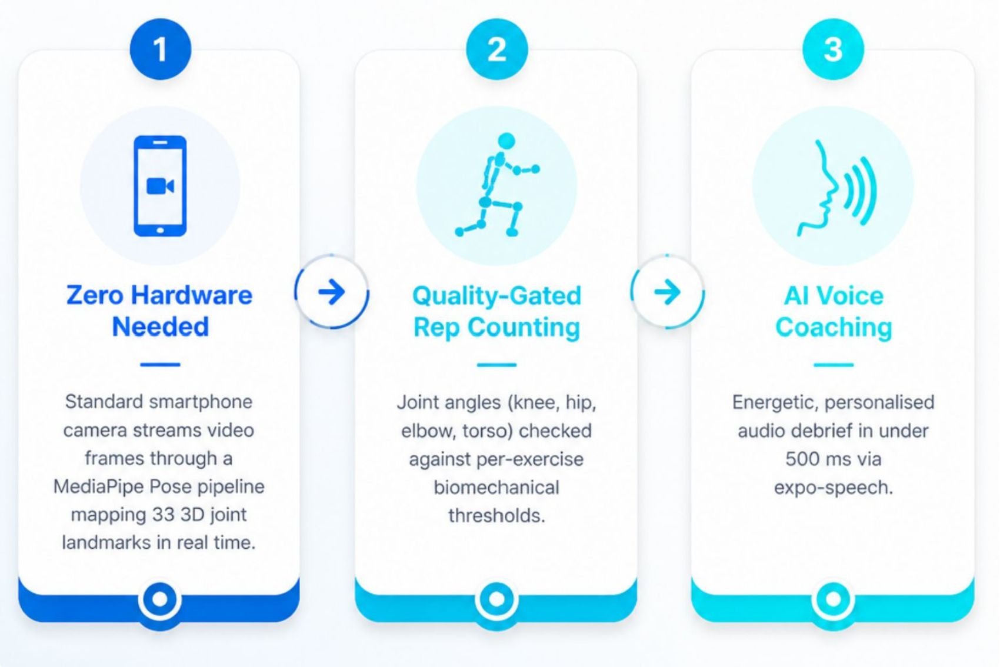 1
Zero Hardware
Needed
Standard smartphone
camera streams video
frames through a
MediaPipe Pose pipeline
mapping 33 3D joint
landmarks in real time.
2
Quality-Gated
Rep Counting
Joint angles (knee, hip,
elbow, torso) checked
against per-exercise
biomechanical
thresholds.
3
AI Voice
Coaching
Energetic, personalised
audio debrief in under
500 ms via
expo-speech.